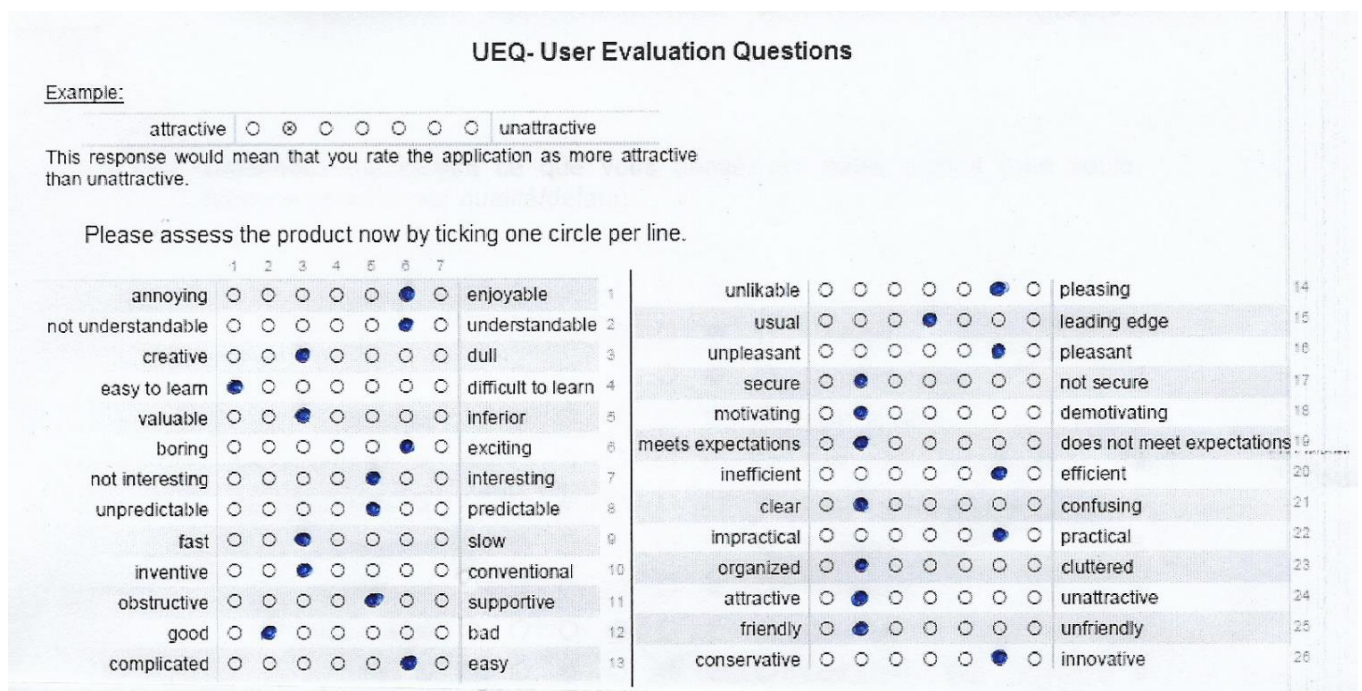 UEQ- User Evaluation Questions
Example:
attractive unattractive
This response would mean that you rate the application as more attractive
than unattractive.
Please assess the product now by ticking one circle per line.
1 2 3 4 5 6 7
annoying enjoyable 1
not understandable understandable 2
creative dull 3
easy to learn difficult to learn 4
valuable inferior 5
boring exciting 6
not interesting interesting 7
unpredictable predictable 8
fast slow 9
inventive conventional 10
obstructive supportive 11
good bad 12
complicated easy 13
unlikable pleasing 14
usual leading edge 15
unpleasant pleasant 16
secure not secure 17
motivating demotivating 18
meets expectations does not meet expectations 19
inefficient efficient 20
clear confusing 21
impractical practical 22
organized cluttered 23
attractive unattractive 24
friendly unfriendly 25
conservative innovative 26